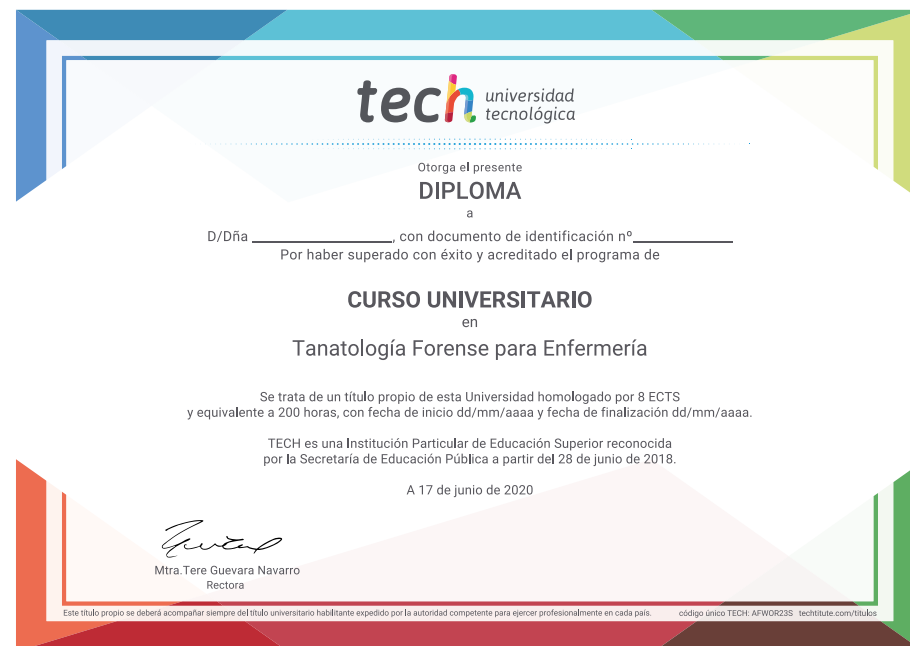 tech universidad
tecnológica
Otorga el presente
DIPLOMA
a
D/Dña ____________________, con documento de identificación nº______________
Por haber superado con éxito y acreditado el programa de
CURSO UNIVERSITARIO
en
Tanatología Forense para Enfermería
Se trata de un título propio de esta Universidad homologado por 8 ECTS
y equivalente a 200 horas, con fecha de inicio dd/mm/aaaa y fecha de finalización dd/mm/aaaa.
TECH es una Institución Particular de Educación Superior reconocida
por la Secretaría de Educación Pública a partir del 28 de junio de 2018.
A 17 de junio de 2020
Mtra.Tere Guevara Navarro
Rectora
Este título propio se deberá acompañar siempre del título universitario habilitante expedido por la autoridad competente para ejercer profesionalmente en cada país. código único TECH: AFWOR23S techtitute.com/titulos